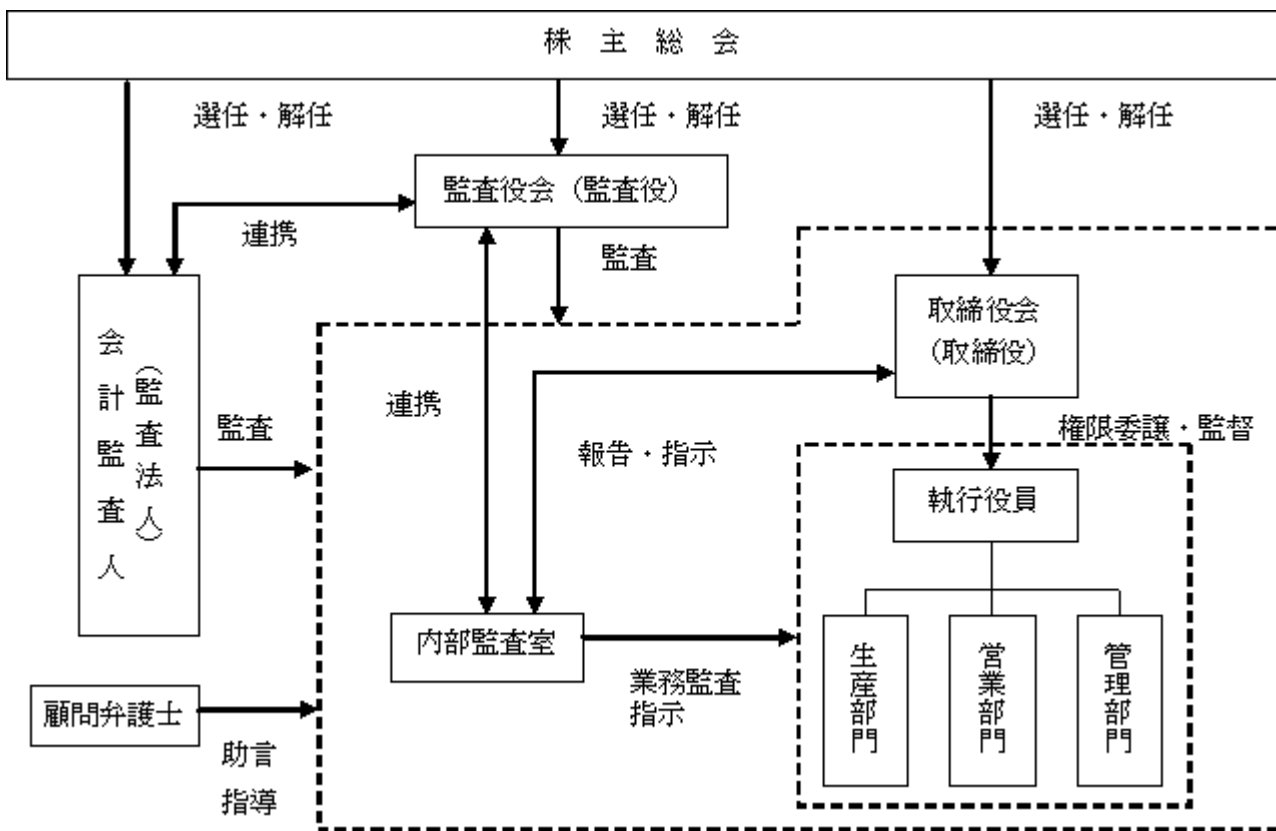 株主総会
選任・解任
選任・解任
選任・解任
監査役会（監査役）
連携
監査
取締役会
（取締役）
会計監査人
（監査法人）
監査
連携
報告・指示
権限委譲・監督
執行役員
内部監査室
業務監査
指示
生産部門
営業部門
管理部門
顧問弁護士
助言
指導